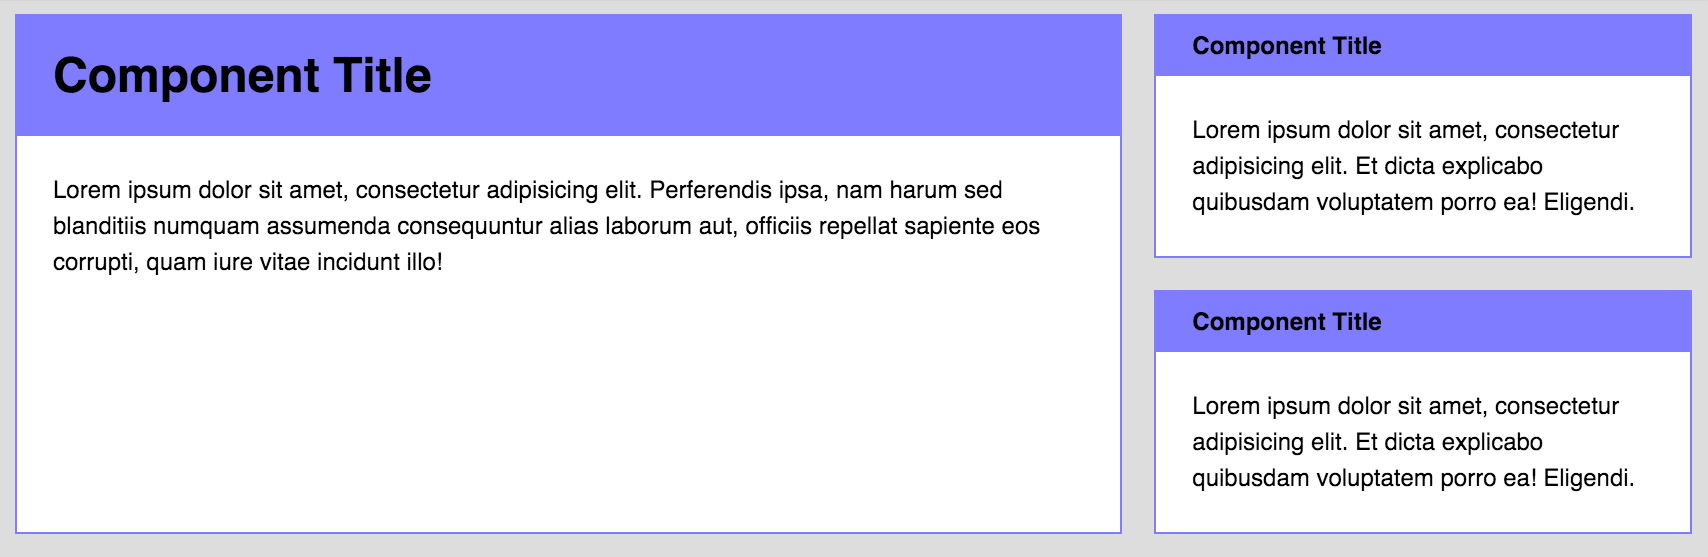 Component Title
Lorem ipsum dolor sit amet, consectetur adipisicing elit. Perferendis ipsa, nam harum sed
blanditiis numquam assumenda consequuntur alias laborum aut, officiis repellat sapiente eos
corrupti, quam iure vitae incidunt illo!
Component Title
Lorem ipsum dolor sit amet, consectetur
adipisicing elit. Et dicta explicabo
quibusdam voluptatem porro ea! Eligendi.
Component Title
Lorem ipsum dolor sit amet, consectetur
adipisicing elit. Et dicta explicabo
quibusdam voluptatem porro ea! Eligendi.